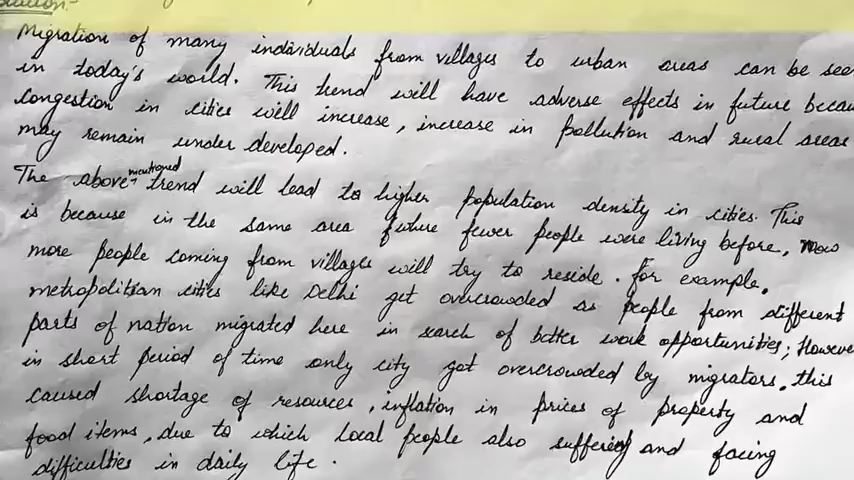 Migration of many individuals from villages to urban areas can be see
in today's world. This trend will have adverse effects in future becau
congestion in cities will increase, increase in pollution and rural areas
may remain under developed.
The above mentioned trend will lead to higher population density in cities. This
is because in the same area future fewer people were living before, now
more people coming from villages will try to reside. For example,
metropolitian cities like Delhi get overcrowded as people from different
parts of nation migrated here in search of better work opportunities; However
in short period of time only city got overcrowded by migrators. this
caused shortage of resources, inflation in prices of property and
food items, due to which local people also suffering and facing
difficulties in daily life.